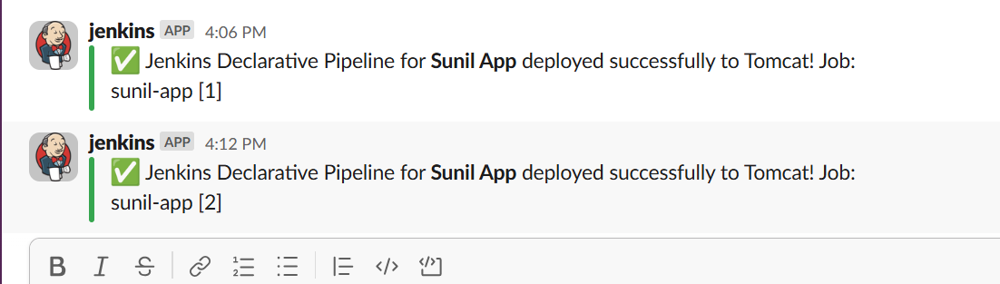 jenkins APP 4:06 PM
✅ Jenkins Declarative Pipeline for Sunil App deployed successfully to Tomcat! Job:
sunil-app [1]
jenkins APP 4:12 PM
✅ Jenkins Declarative Pipeline for Sunil App deployed successfully to Tomcat! Job:
sunil-app [2]